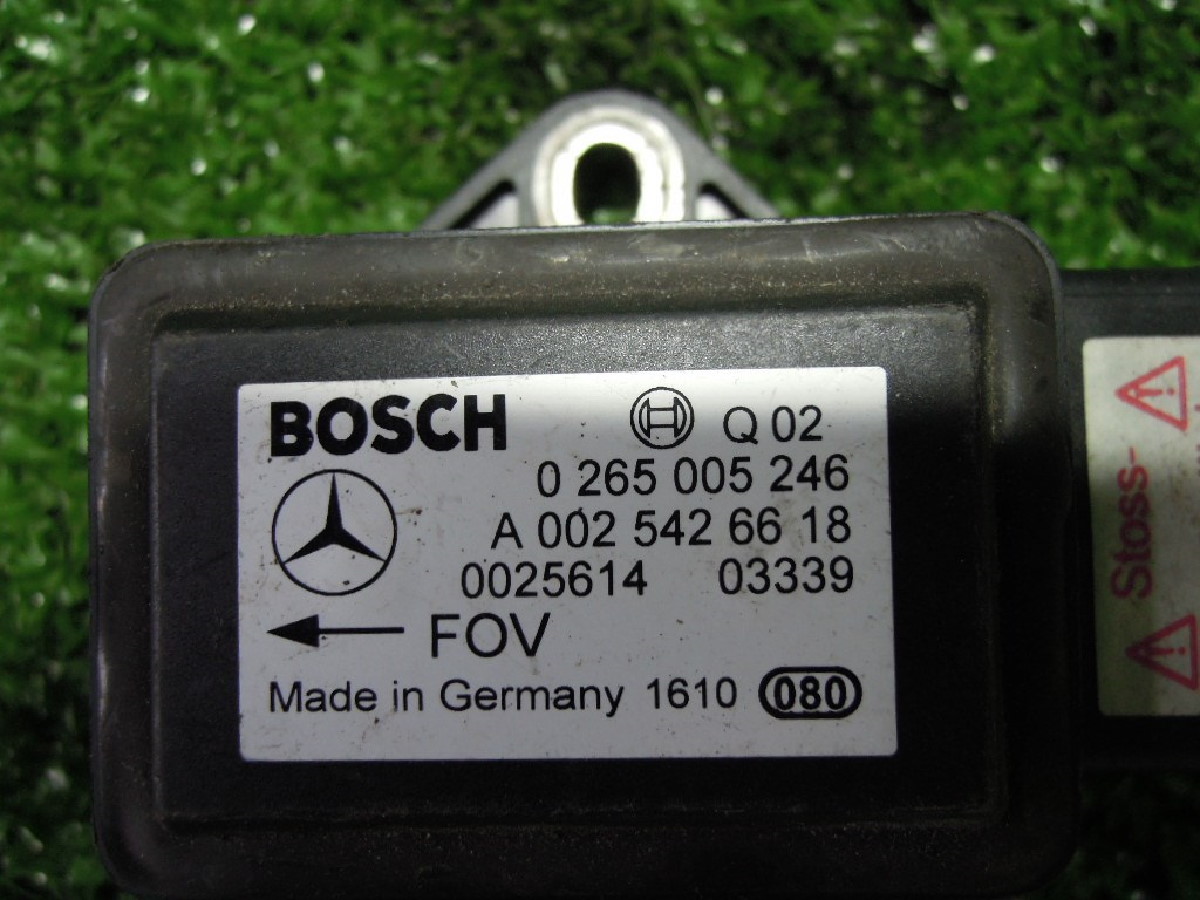 BOSCH Q 02
0 265 005 246
A 002 542 66 18
0025614 03339
FOV
Made in Germany 1610 080
Stoss-